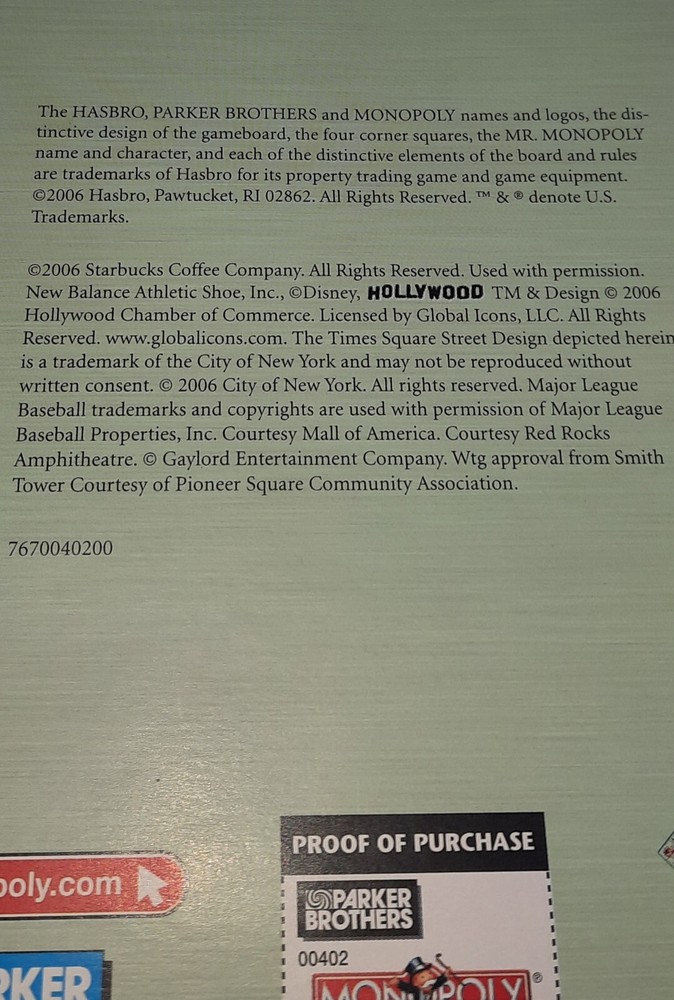 The HASBRO, PARKER BROTHERS and MONOPOLY names and logos, the dis-
tinctive design of the gameboard, the four corner squares, the MR. MONOPOLY
name and character, and each of the distinctive elements of the board and rules
are trademarks of Hasbro for its property trading game and game equipment.
©2006 Hasbro, Pawtucket, RI 02862. All Rights Reserved. ™ & ® denote U.S.
Trademarks.
©2006 Starbucks Coffee Company. All Rights Reserved. Used with permission.
New Balance Athletic Shoe, Inc., ©Disney, HOLLYWOOD TM & Design © 2006
Hollywood Chamber of Commerce. Licensed by Global Icons, LLC. All Rights
Reserved. www.globalicons.com. The Times Square Street Design depicted herein
is a trademark of the City of New York and may not be reproduced without
written consent. © 2006 City of New York. All rights reserved. Major League
Baseball trademarks and copyrights are used with permission of Major League
Baseball Properties, Inc. Courtesy Mall of America. Courtesy Red Rocks
Amphitheatre. © Gaylord Entertainment Company. Wtg approval from Smith
Tower Courtesy of Pioneer Square Community Association.
7670040200
PROOF OF PURCHASE
poly.com
PARKER
BROTHERS
00402
RKER
MONOPOLY®